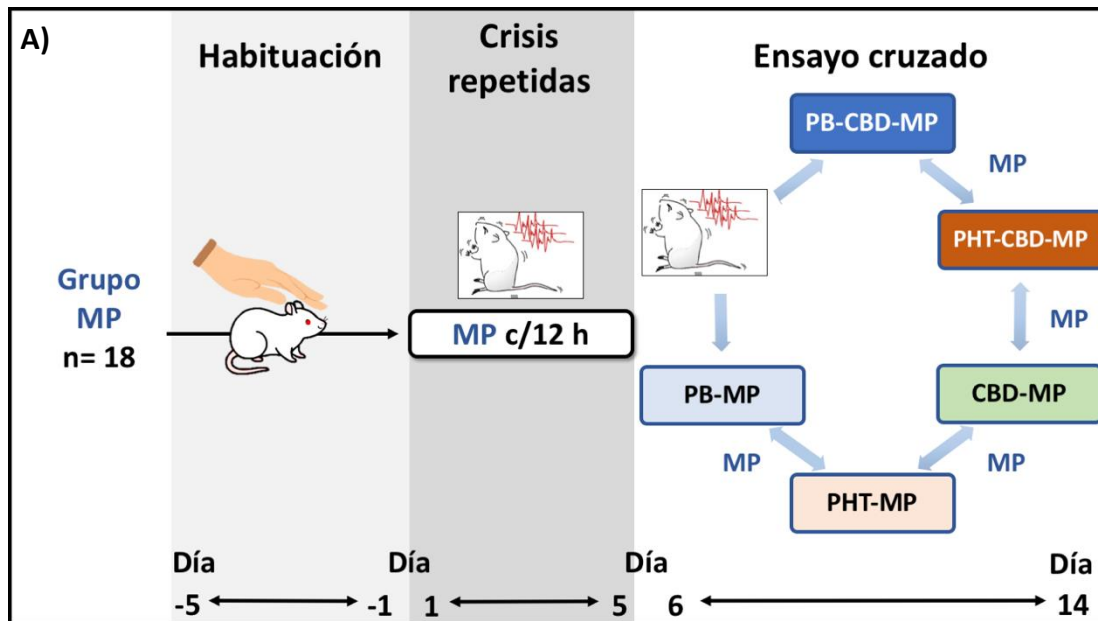 A)
Habituación
Crisis
repetidas
Ensayo cruzado
Grupo
MP
n= 18
MP c/12 h
PB-CBD-MP
MP
PHT-CBD-MP
MP
PB-MP
CBD-MP
MP
MP
PHT-MP
Día
Día
Día
Día
-5
-1
1
5
6
14